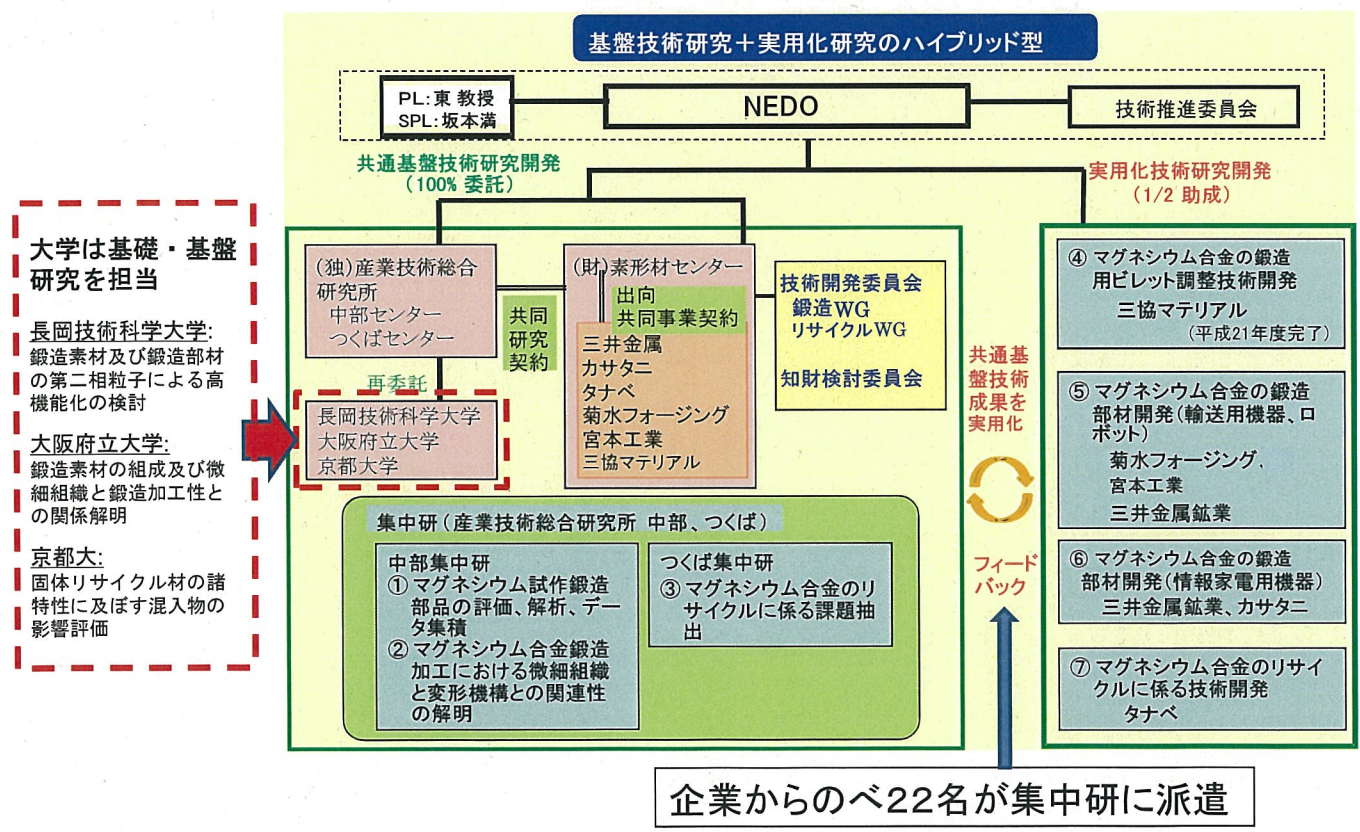 基盤技術研究＋実用化研究のハイブリッド型
PL:東 教授
SPL:坂本満
NEDO
技術推進委員会
共通基盤技術研究開発
（100% 委託）
実用化技術研究開発
（1/2 助成）
大学は基礎・基盤
研究を担当
長岡技術科学大学:
鍛造素材及び鍛造部材
の第二相粒子による高
機能化の検討
大阪府立大学:
鍛造素材の組成及び微
細組織と鍛造加工性と
の関係解明
京都大:
固体リサイクル材の諸
特性に及ぼす混入物の
影響評価
（独）産業技術総合
研究所
中部センター
つくばセンター
共同
研究
契約
再委託
長岡技術科学大学
大阪府立大学
京都大学
（財）素形材センター
出向
共同事業契約
三井金属
カサタニ
タナベ
菊水フォージング
宮本工業
三協マテリアル
技術開発委員会
鍛造WG
リサイクルWG
知財検討委員会
集中研（産業技術総合研究所 中部、つくば）
中部集中研
① マグネシウム試作鍛造
部品の評価、解析、デー
タ集積
② マグネシウム合金鍛造
加工における微細組織
と変形機構との関連性
の解明
つくば集中研
③ マグネシウム合金のリ
サイクルに係る課題抽
出
共通基
盤技術
成果を
実用化
フィード
バック
④ マグネシウム合金の鍛造
用ビレット調整技術開発
三協マテリアル
（平成21年度完了）
⑤ マグネシウム合金の鍛造
部材開発（輸送用機器、ロ
ボット）
菊水フォージング、
宮本工業
三井金属鉱業
⑥ マグネシウム合金の鍛造
部材開発（情報家電用機器）
三井金属鉱業、カサタニ
⑦ マグネシウム合金のリサイ
クルに係る技術開発
タナベ
企業からのべ22名が集中研に派遣